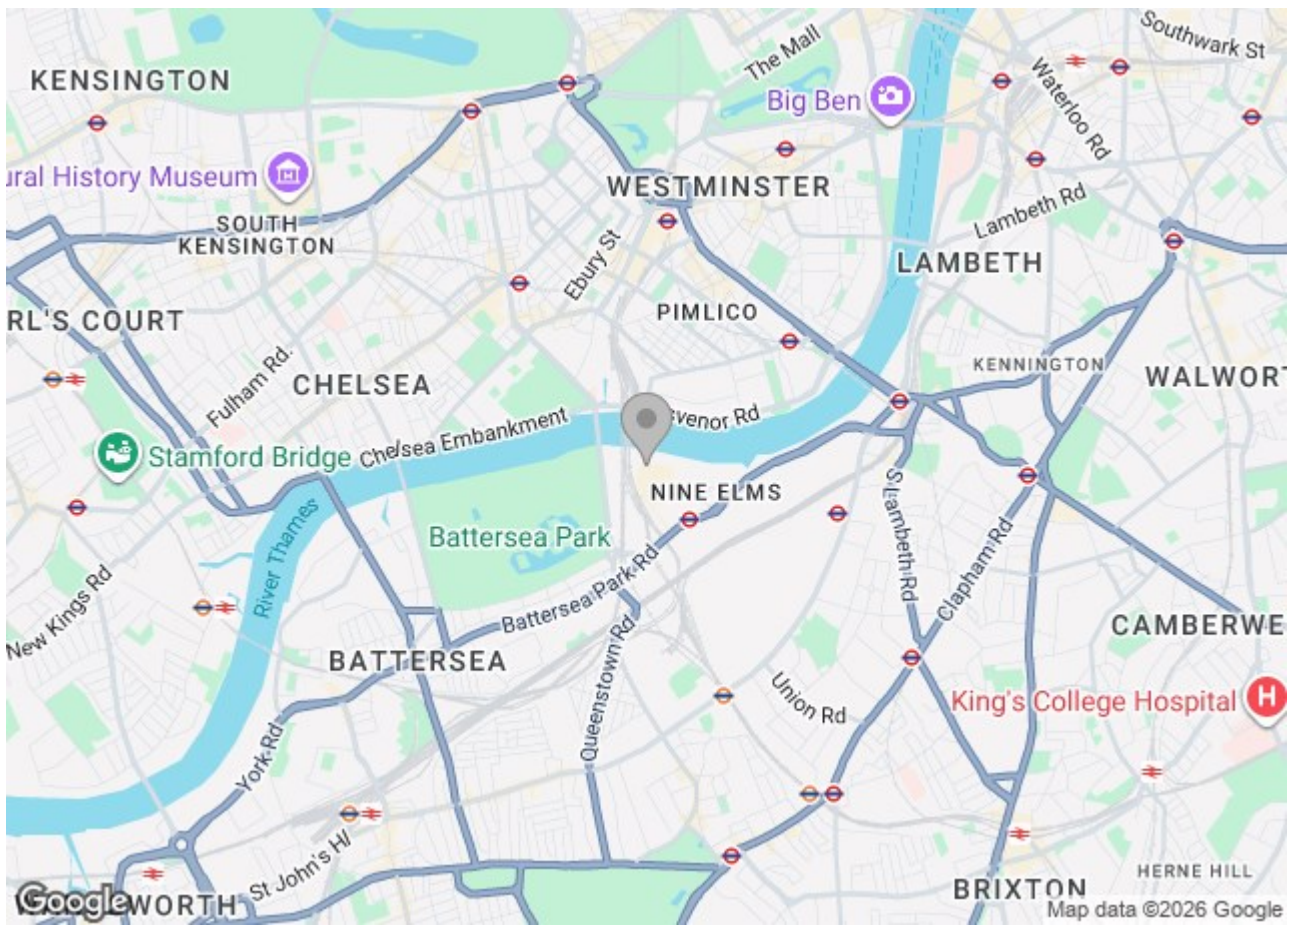 Southwark St
The Mall
KENSINGTON
Big Ben
Waterloo Rd
ural History Museum
WESTMINSTER
Lambeth Rd
SOUTH
KENSINGTON
Ebury St
LAMBETH
PIMLICO
RL'S COURT
KENNINGTON
WALWORT
Fulham Rd.
CHELSEA
svenor Rd
Chelsea Embankment
Stamford Bridge
NINE ELMS
S Lambeth Rd
Battersea Park
River Thames
Clapham Rd
New Kings Rd
Battersea Park Rd
CAMBERWE
BATTERSEA
Queenstown Rd
Union Rd
King's College Hospital
H
York Rd
St John's Hl
HERNE HILL
BRIXTON
Google
WORTH
Map data ©2026 Google